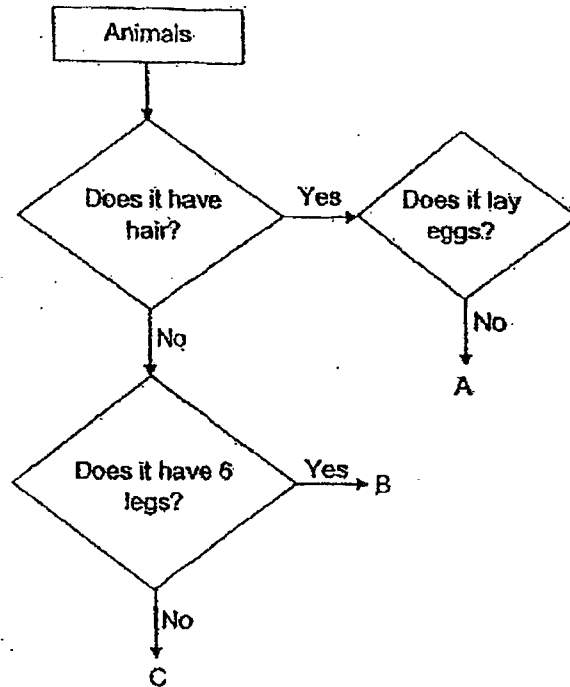 Animals
Does it have
hair?
Yes
Does it lay
eggs?
No
A
No
Does it have 6
legs?
Yes
B
No
C